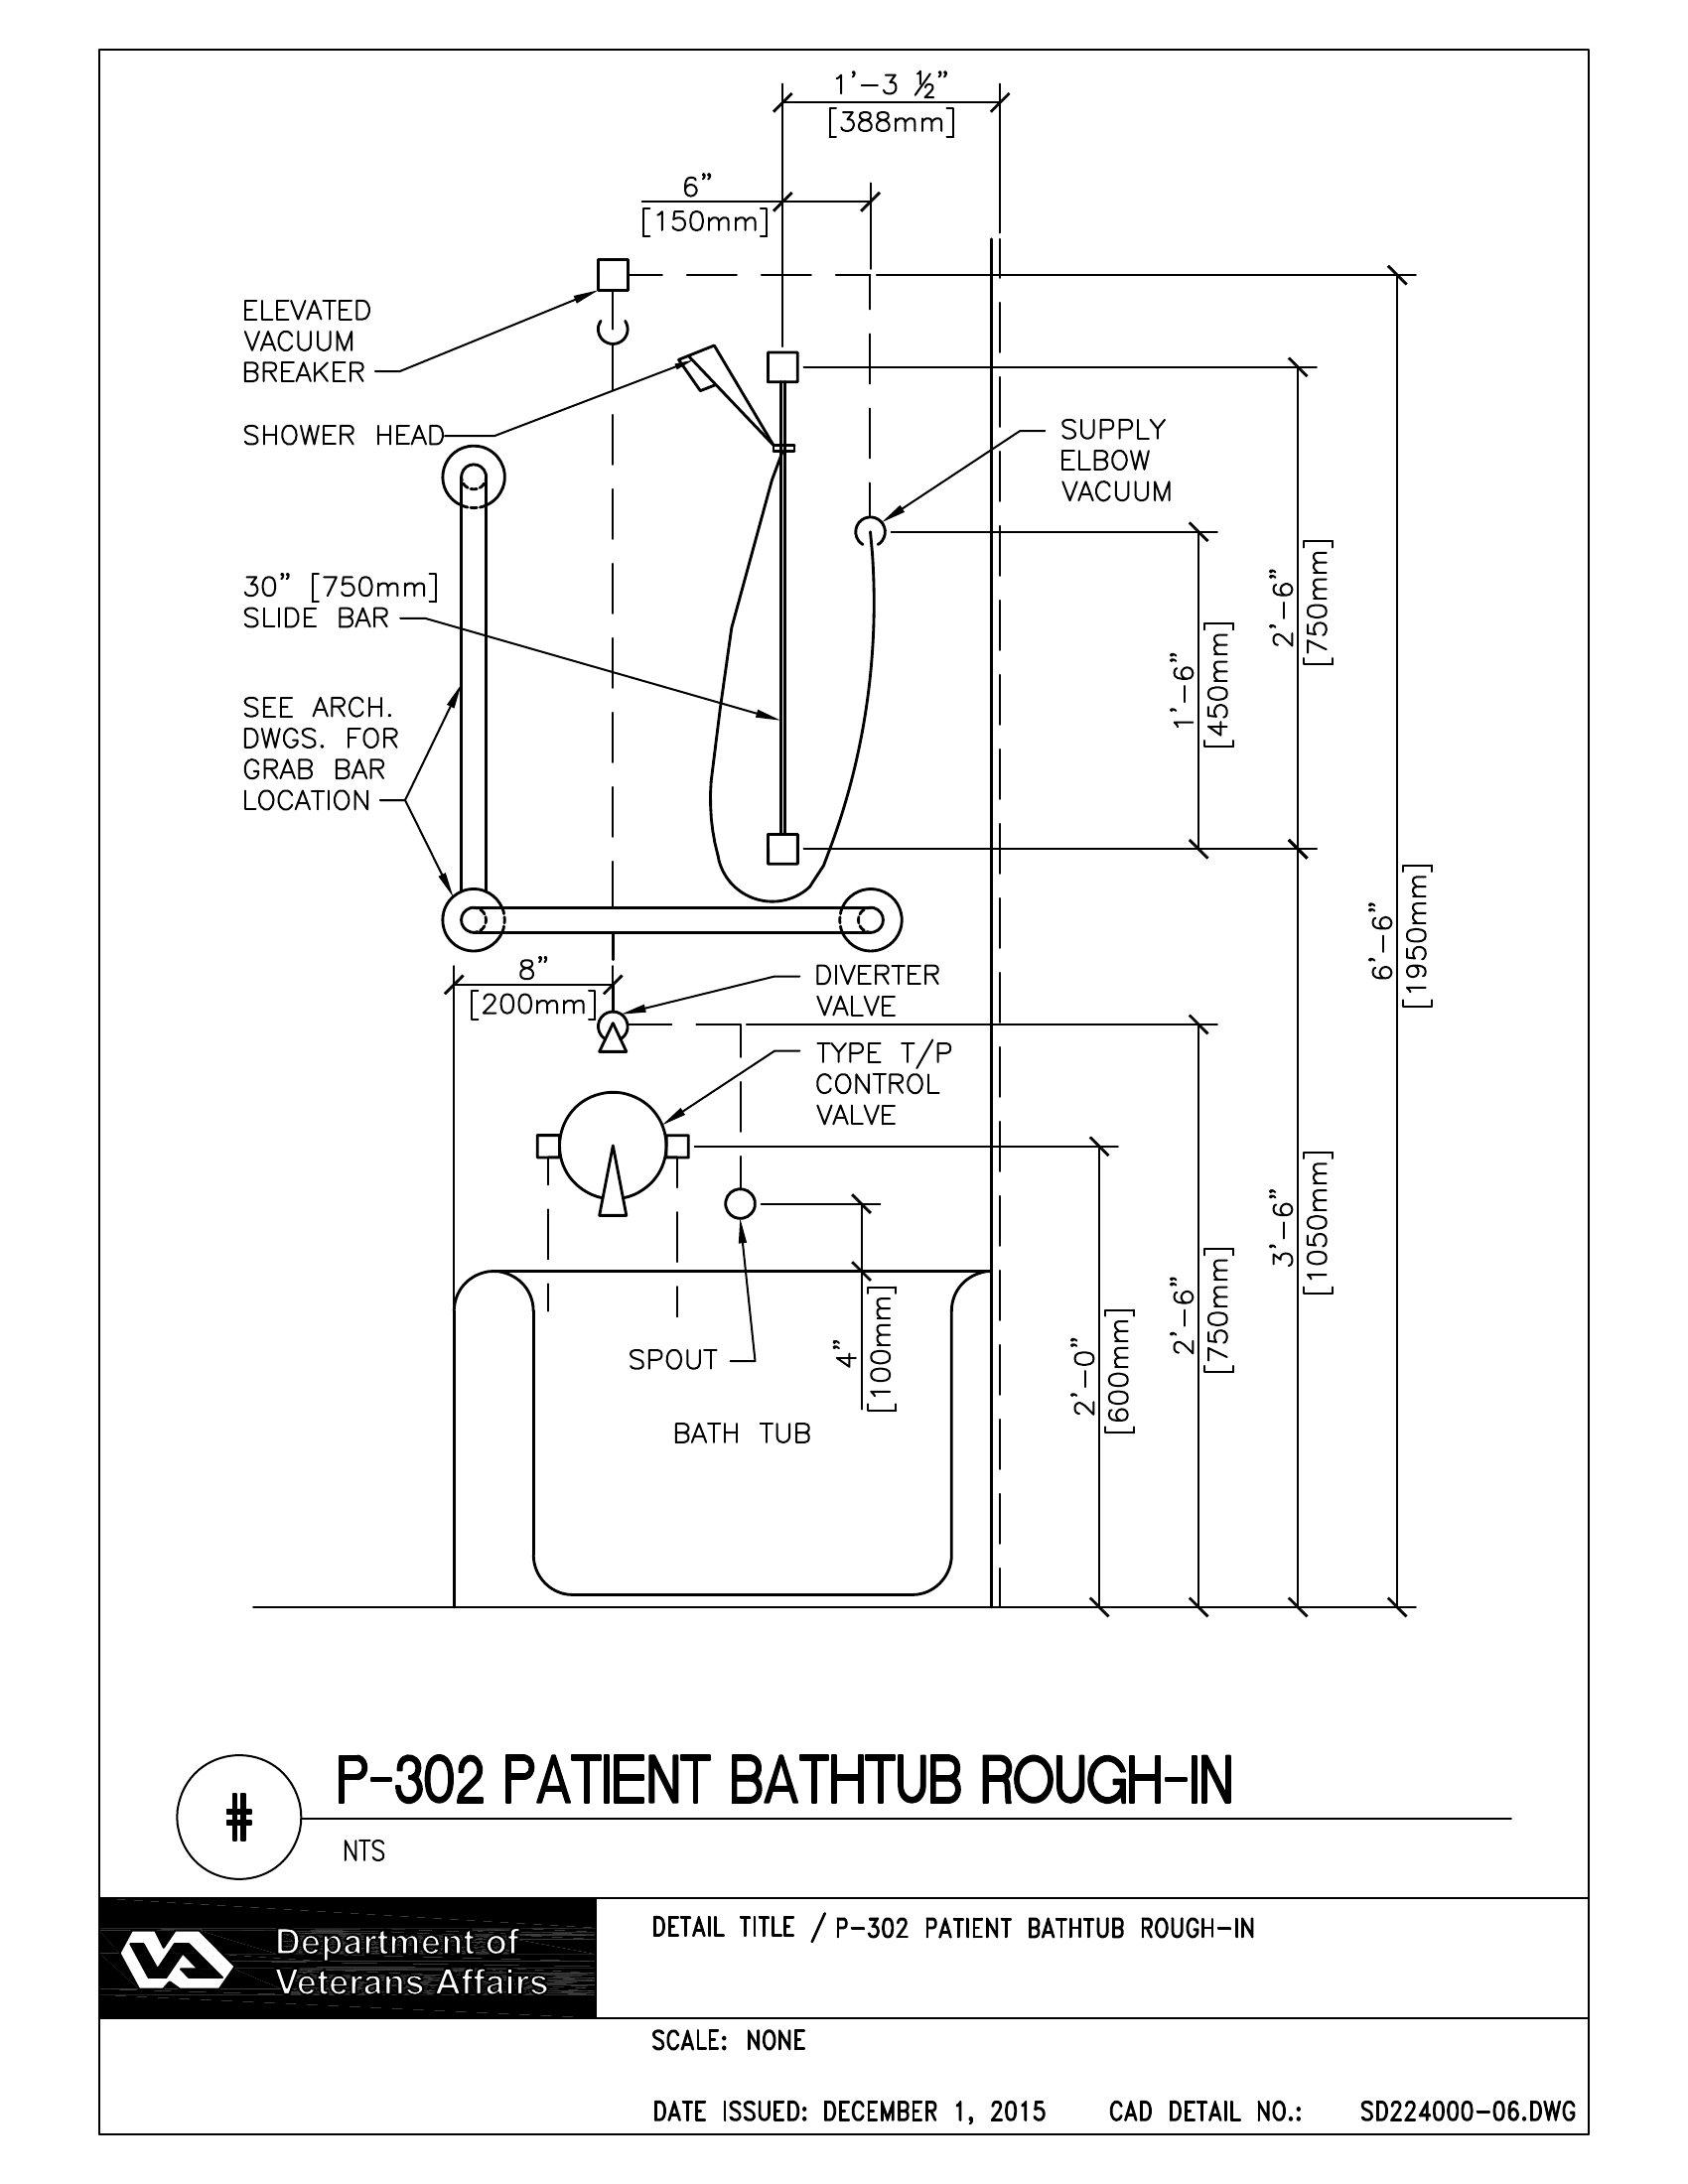 1'-3 ½"
[388mm]
6"
[150mm]
ELEVATED
VACUUM
BREAKER
SHOWER HEAD
SUPPLY
ELBOW
VACUUM
30" [750mm]
SLIDE BAR
2'-6"
[750mm]
1'-6"
[450mm]
SEE ARCH.
DWGS. FOR
GRAB BAR
LOCATION
6'-6"
[1950mm]
8"
[200mm]
DIVERTER
VALVE
TYPE T/P
CONTROL
VALVE
3'-6"
[1050mm]
2'-6"
[750mm]
2'-0"
[600mm]
4"
[100mm]
SPOUT
BATH TUB
#
P-302 PATIENT BATHTUB ROUGH-IN
NTS
VA
Department of
Veterans Affairs
DETAIL TITLE / P-302 PATIENT BATHTUB ROUGH-IN
SCALE: NONE
DATE ISSUED: DECEMBER 1, 2015 CAD DETAIL NO.: SD224000-06.DWG